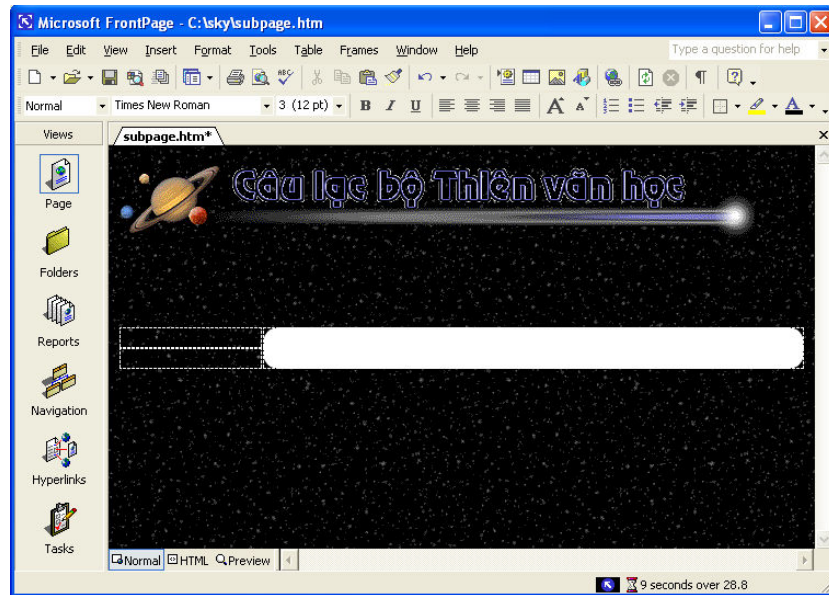 Microsoft FrontPage - C:\sky\subpage.htm
File Edit View Insert Format Tools Table Frames Window Help Type a question for help
ABC
Normal Times New Roman 3 (12 pt) B I U A A A
Views subpage.htm*
Câu lạc bộ Thiên văn học
Page
Folders
Reports
Navigation
Hyperlinks
Tasks
Normal HTML Preview
9 seconds over 28.8